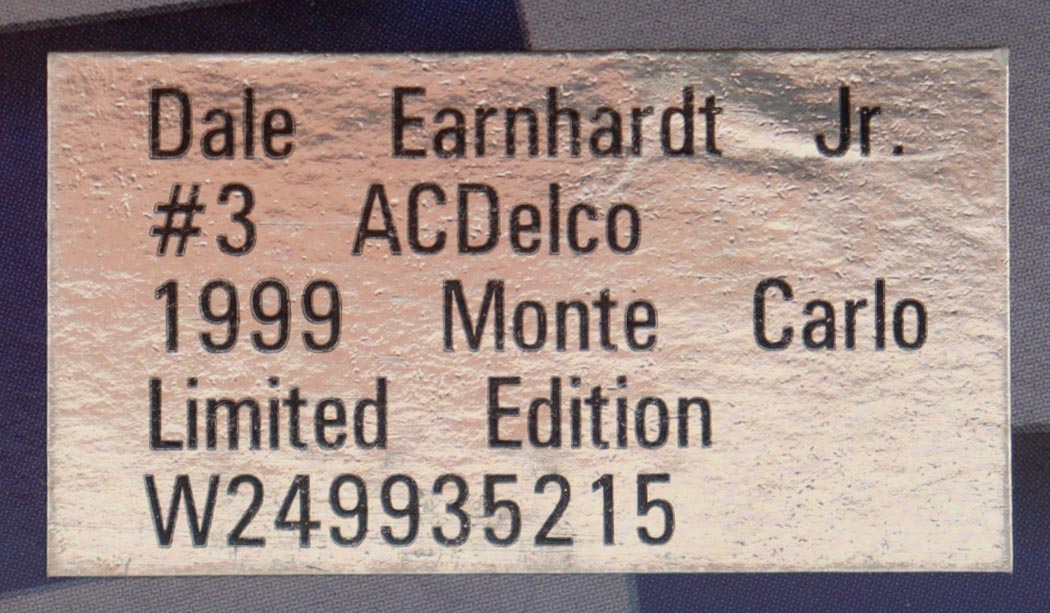 Dale Earnhardt Jr.
#3 ACDelco
1999 Monte Carlo
Limited Edition
W249935215